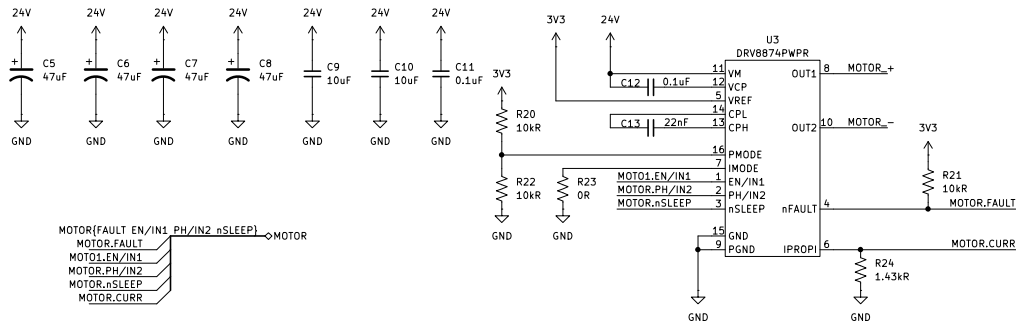 24V 24V 24V 24V 24V 24V 24V
C5 47uF
C6 47uF
C7 47uF
C8 47uF
C9 10uF
C10 10uF
C11 0.1uF
GND GND GND GND GND GND GND
3V3
R20 10kR
R22 10kR
GND
R23 0R
GND
3V3
24V
C12 0.1uF
C13 22nF
U3
DRV8874PWPR
11 VM
12 VCP
5 VREF
14 CPL
13 CPH
16 PMODE
7 IMODE
MOTO1.EN/IN1 1 EN/IN1
MOTOR.PH/IN2 2 PH/IN2
MOTOR.nSLEEP 3 nSLEEP
15 GND
9 PGND
GND
OUT1 8 MOTOR_+
OUT2 10 MOTOR_-
3V3
R21 10kR
nFAULT 4 MOTOR.FAULT
IPROPI 6 MOTOR.CURR
R24 1.43kR
GND
MOTOR{FAULT EN/IN1 PH/IN2 nSLEEP} MOTOR
MOTOR.FAULT
MOTO1.EN/IN1
MOTOR.PH/IN2
MOTOR.nSLEEP
MOTOR.CURR